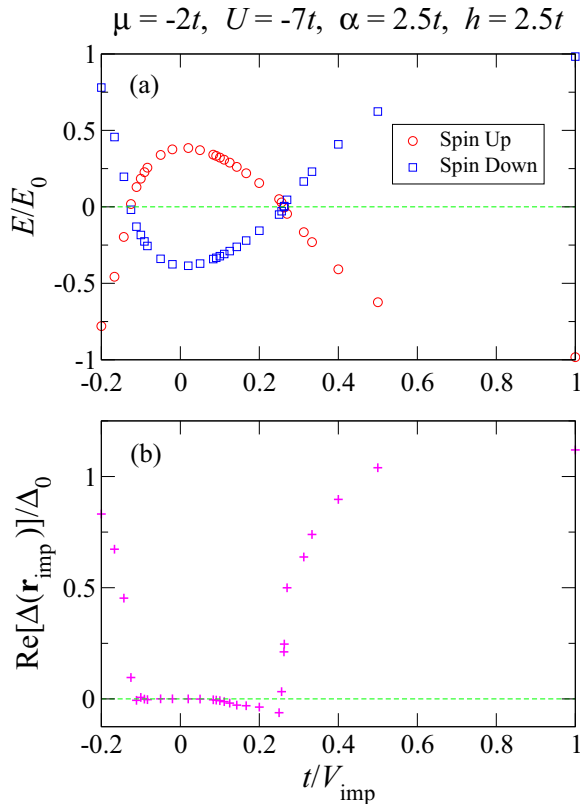 μ = -2t, U = -7t, α = 2.5t, h = 2.5t
(a)
1
0.5
0
-0.5
-1
E/E₀
Spin Up
Spin Down
-0.2 0 0.2 0.4 0.6 0.8 1
(b)
1
0.5
0
Re[Δ(r_imp)]/Δ₀
-0.2 0 0.2 0.4 0.6 0.8 1
t/V_imp